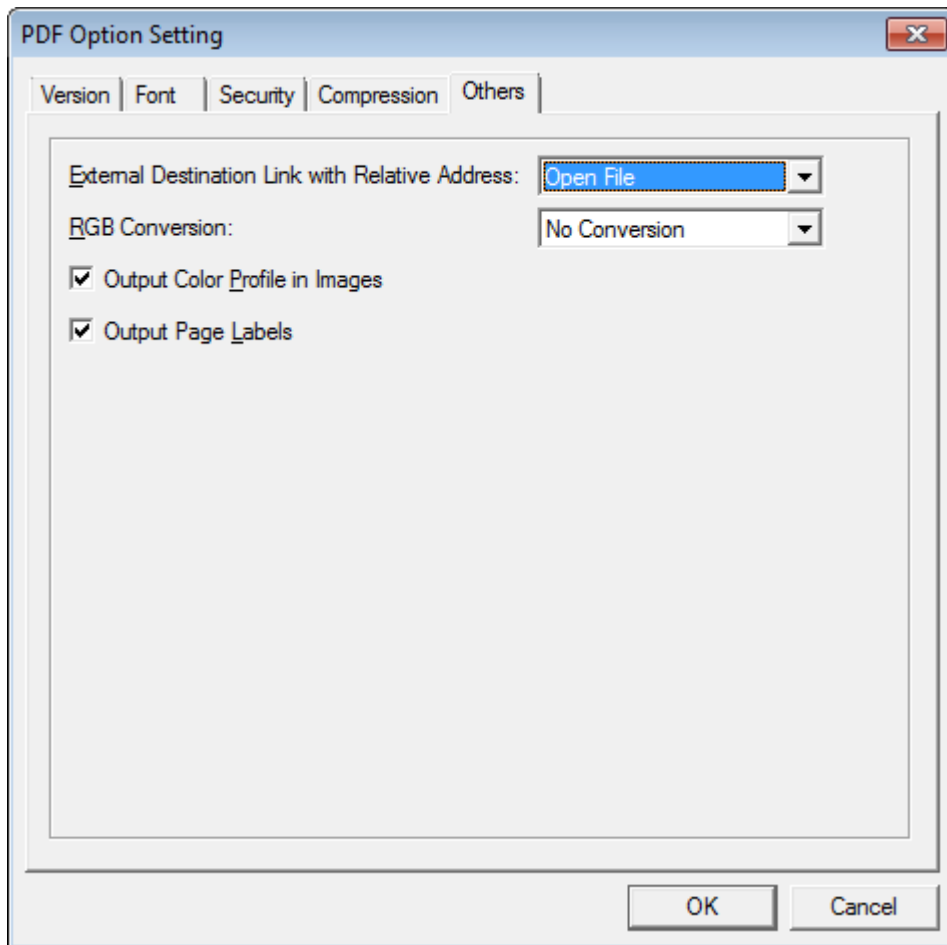 PDF Option Setting
Version Font Security Compression Others
External Destination Link with Relative Address: Open File
RGB Conversion: No Conversion
Output Color Profile in Images
Output Page Labels
OK Cancel